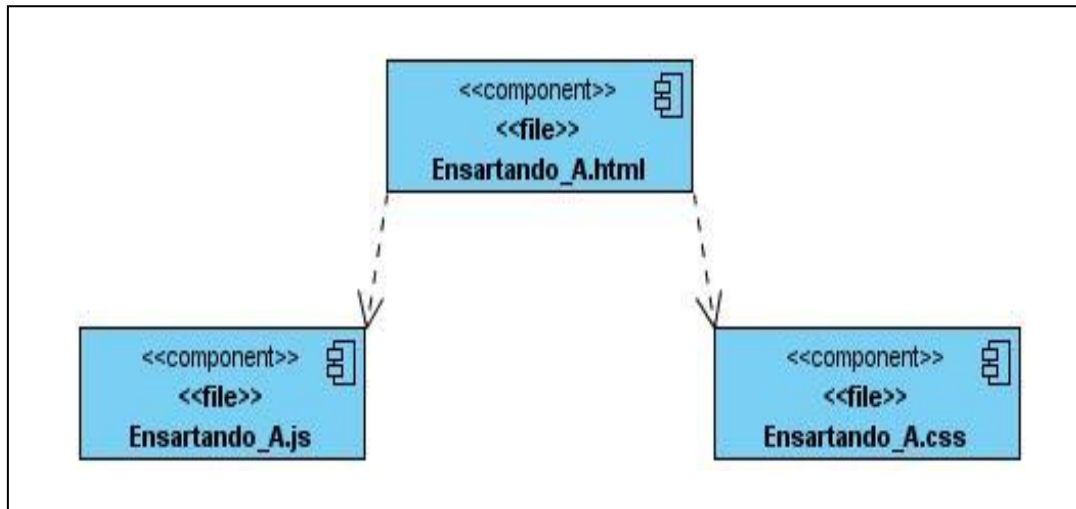 <<component>>
<<file>>
Ensartando_A.html
<<component>>
<<file>>
Ensartando_A.js
<<component>>
<<file>>
Ensartando_A.css